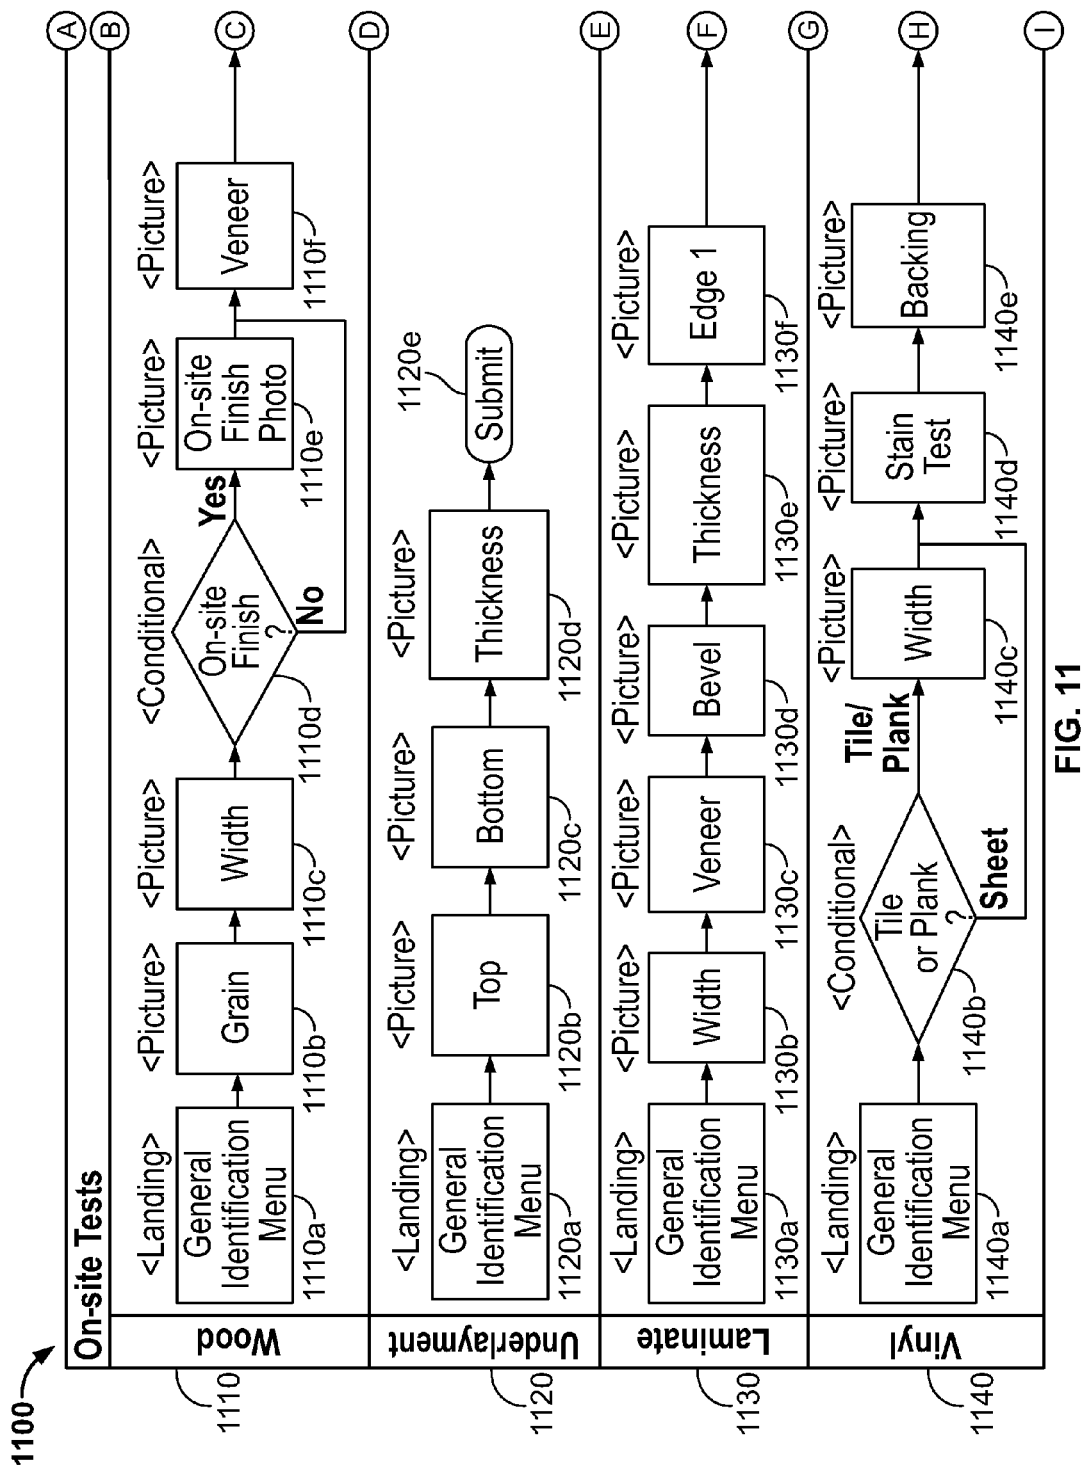 1100
On-site Tests
A
B
Wood
1110
<Landing>
General
Identification
Menu
1110a
<Picture>
Grain
1110b
<Picture>
Width
1110c
<Conditional>
On-site
Finish
?
1110d
Yes
No
<Picture>
On-site
Finish
Photo
1110e
<Picture>
Veneer
1110f
C
D
Underlayment
1120
<Landing>
General
Identification
Menu
1120a
<Picture>
Top
1120b
<Picture>
Bottom
1120c
<Picture>
Thickness
1120d
Submit
1120e
E
Laminate
1130
<Landing>
General
Identification
Menu
1130a
<Picture>
Width
1130b
<Picture>
Veneer
1130c
<Picture>
Bevel
1130d
<Picture>
Thickness
1130e
<Picture>
Edge 1
1130f
F
G
Vinyl
1140
<Landing>
General
Identification
Menu
1140a
<Conditional>
Tile
or Plank
?
1140b
Tile/
Plank
Sheet
<Picture>
Width
1140c
<Picture>
Stain
Test
1140d
<Picture>
Backing
1140e
H
I
FIG. 11